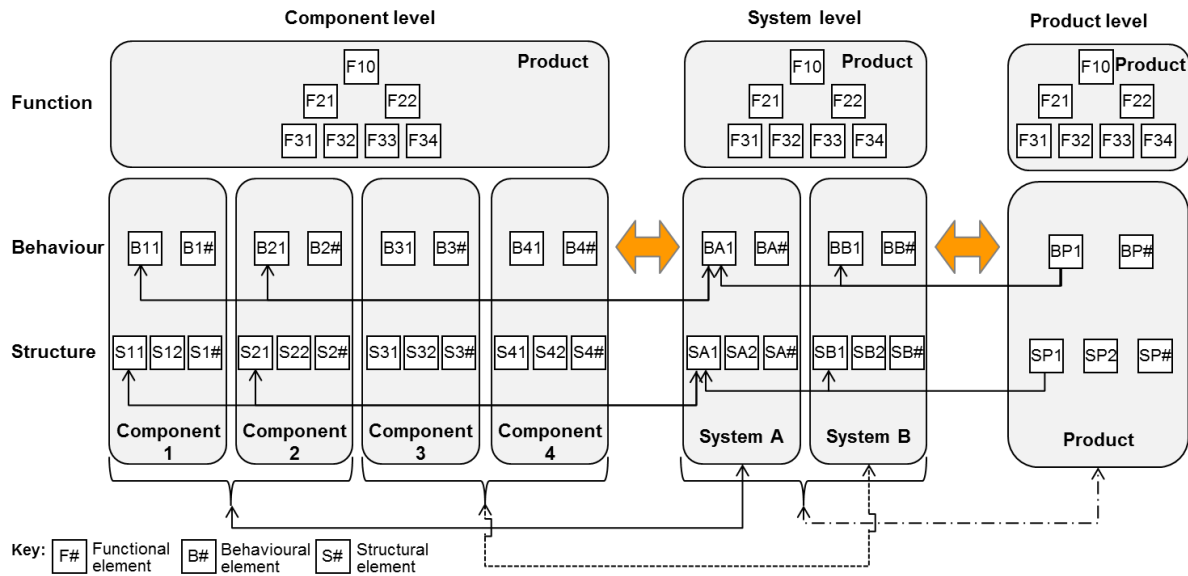 Component level System level Product level
Product Product Product
F10 F10 F10
Function
F21 F22 F21 F22 F21 F22
F31 F32 F33 F34 F31 F32 F33 F34 F31 F32 F33 F34
Behaviour B11 B1# B21 B2# B31 B3# B41 B4# BA1 BA# BB1 BB# BP1 BP#
Structure S11 S12 S1# S21 S22 S2# S31 S32 S3# S41 S42 S4# SA1 SA2 SA# SB1 SB2 SB# SP1 SP2 SP#
Component Component Component Component System A System B Product
1 2 3 4
Key: F# Functional B# Behavioural S# Structural
element element element